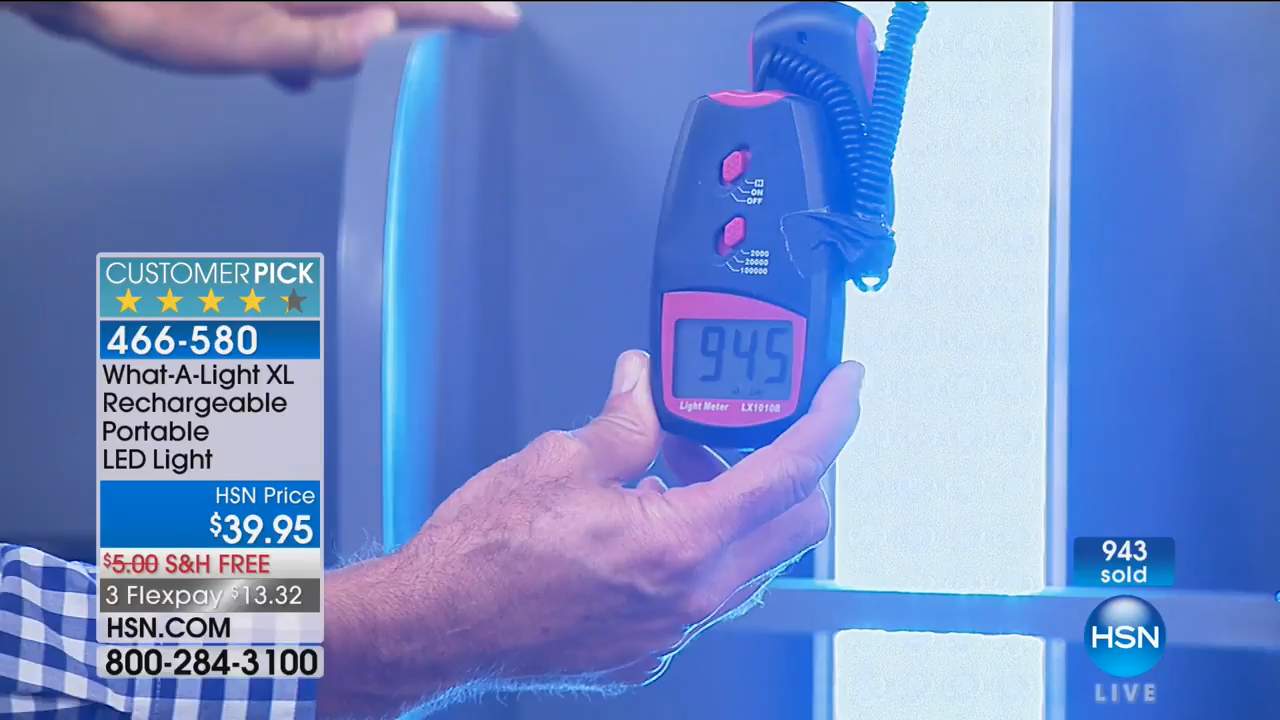 CUSTOMER PICK
466-580
What-A-Light XL
Rechargeable
Portable
LED Light
HSN Price
$39.95
$5.00 S&H FREE
3 Flexpay $13.32
HSN.COM
800-284-3100
H
ON
OFF
2000
20000
100000
945
Light Meter LX1010B
943
sold
HSN
LIVE